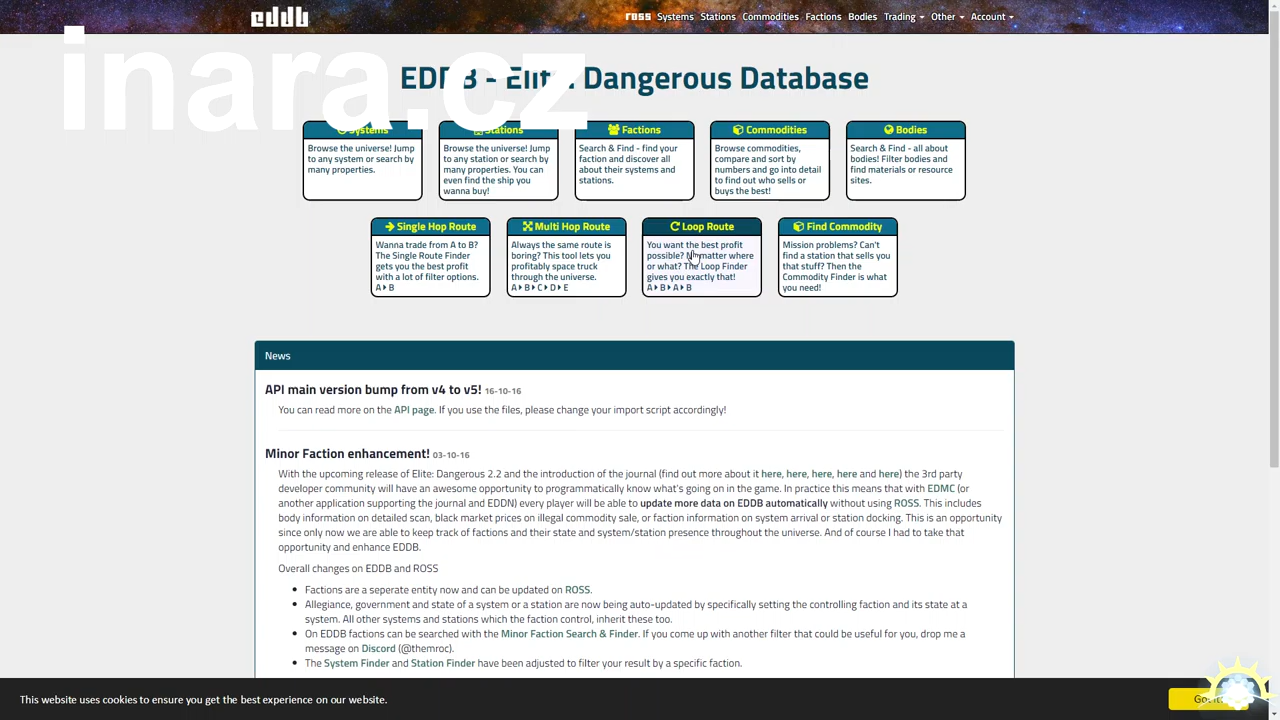 eddb
ROSS Systems Stations Commodities Factions Bodies Trading Other Account
inara.cz
EDDB - Elite Dangerous Database
Systems
Browse the universe! Jump
to any system or search by
many properties.
Stations
Browse the universe! Jump
to any station or search by
many properties. You can
even find the ship you
wanna buy!
Factions
Search & Find - find your
faction and discover all
about their systems and
stations.
Commodities
Browse commodities,
compare and sort by
numbers and go into detail
to find out who sells or
buys the best!
Bodies
Search & Find - all about
bodies! Filter bodies and
find materials or resource
sites.
Single Hop Route
Wanna trade from A to B?
The Single Route Finder
gets you the best profit
with a lot of filter options.
A B
Multi Hop Route
Always the same route is
boring? This tool lets you
profitably space truck
through the universe.
A B C D E
Loop Route
You want the best profit
possible? No matter where
or what? The Loop Finder
gives you exactly that!
A B A B
Find Commodity
Mission problems? Can't
find a station that sells you
that stuff? Then the
Commodity Finder is what
you need!
News
API main version bump from v4 to v5! 16-10-16
You can read more on the API page. If you use the files, please change your import script accordingly!
Minor Faction enhancement! 03-10-16
With the upcoming release of Elite: Dangerous 2.2 and the introduction of the journal (find out more about it here, here, here, here and here) the 3rd party
developer community will have an awesome opportunity to programmatically know what's going on in the game. In practice this means that with EDMC (or
another application supporting the journal and EDDN) every player will be able to update more data on EDDB automatically without using ROSS. This includes
body information on detailed scan, black market prices on illegal commodity sale, or faction information on system arrival or station docking. This is an opportunity
since only now we are able to keep track of factions and their state and system/station presence throughout the universe. And of course I had to take that
opportunity and enhance EDDB.
Overall changes on EDDB and ROSS
Factions are a seperate entity now and can be updated on ROSS.
Allegiance, government and state of a system or a station are now being auto-updated by specifically setting the controlling faction and its state at a
system. All other systems and stations which the faction control, inherit these too.
On EDDB factions can be searched with the Minor Faction Search & Finder. If you come up with another filter that could be useful for you, drop me a
message on Discord (@themroc).
The System Finder and Station Finder have been adjusted to filter your result by a specific faction.
This website uses cookies to ensure you get the best experience on our website.